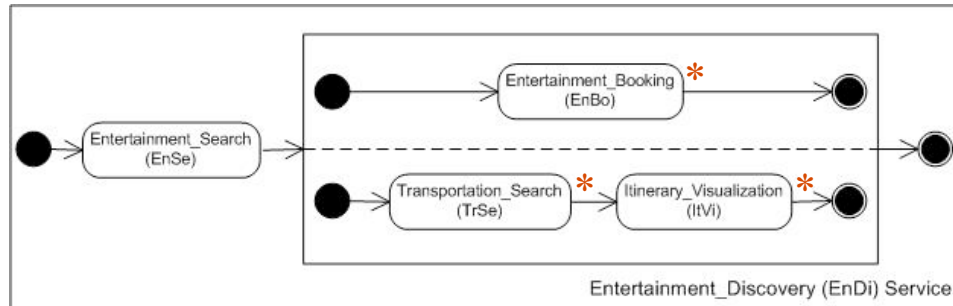 Entertainment_Booking *
(EnBo)
Entertainment_Search
(EnSe)
Transportation_Search *
(TrSe)
Itinerary_Visualization *
(ItVi)
Entertainment_Discovery (EnDi) Service